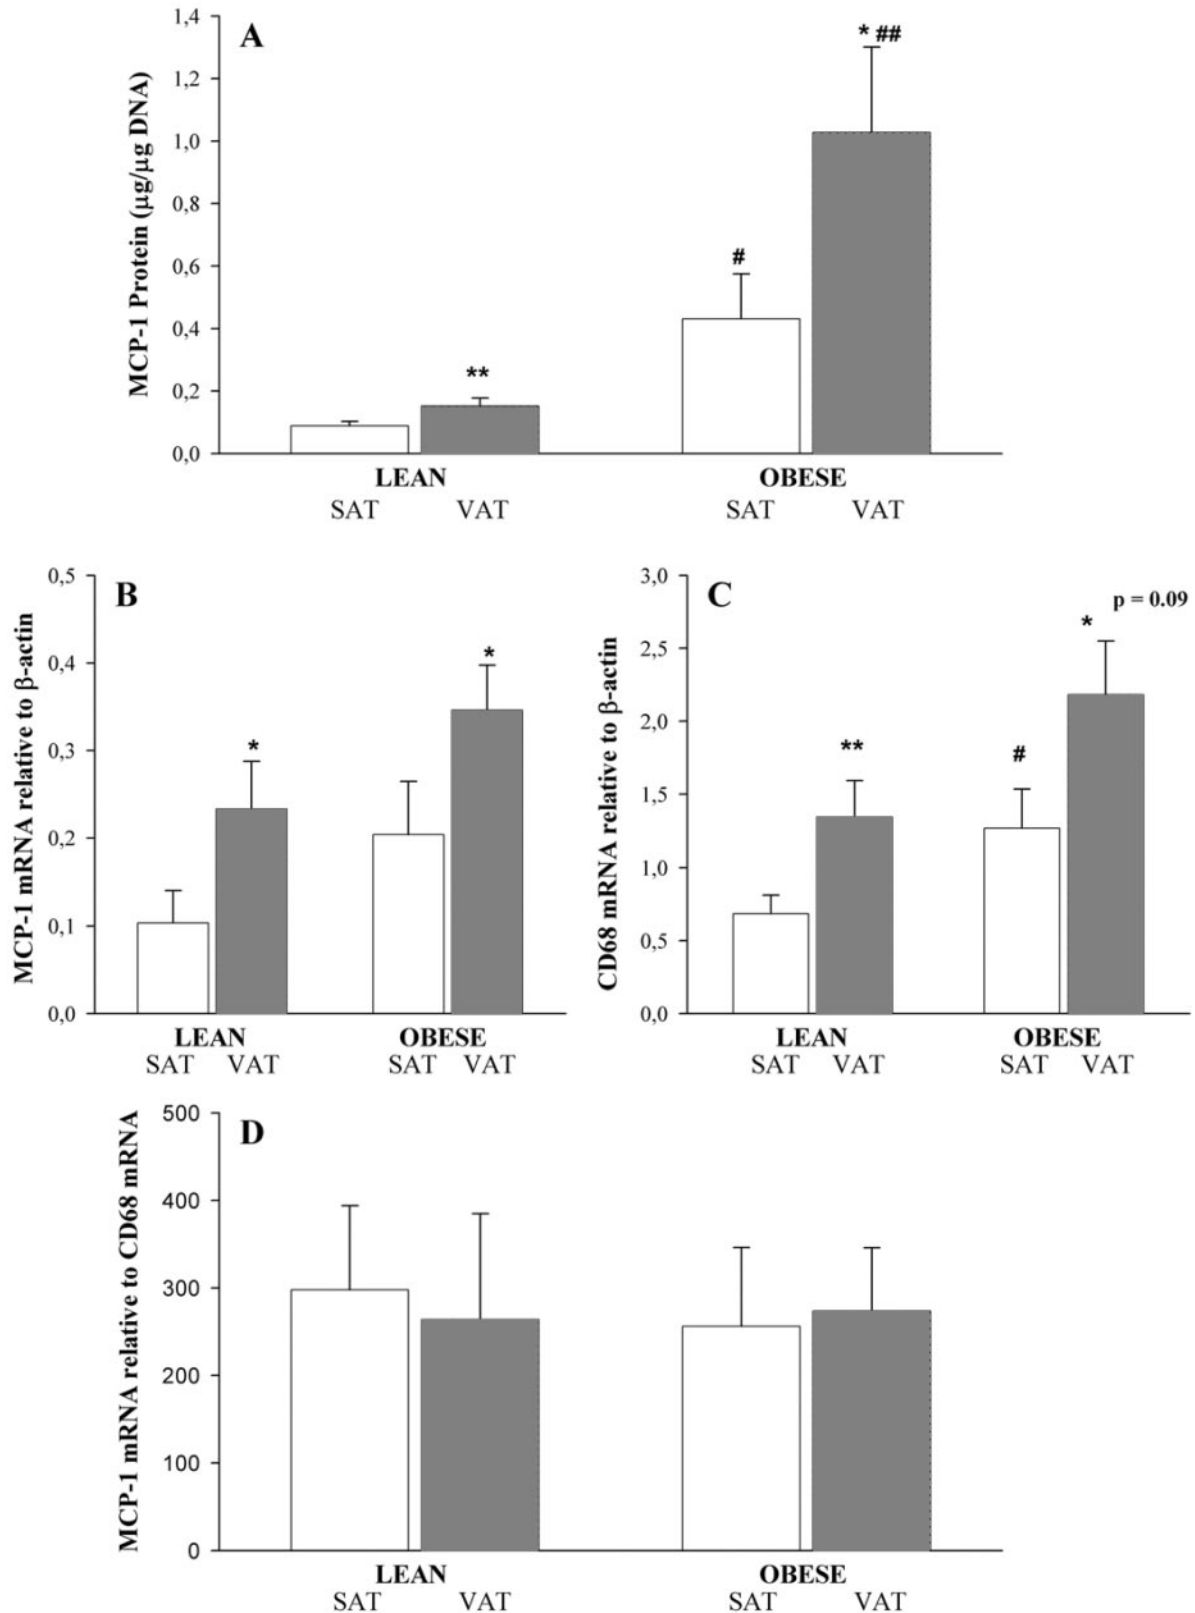 A
MCP-1 Protein (µg/µg DNA)
1,4
1,2
1,0
0,8
0,6
0,4
0,2
0,0
**
#
* ##
LEAN OBESE
SAT VAT SAT VAT
B
MCP-1 mRNA relative to β-actin
0,5
0,4
0,3
0,2
0,1
0,0
*
*
LEAN OBESE
SAT VAT SAT VAT
C
CD68 mRNA relative to β-actin
3,0
2,5
2,0
1,5
1,0
0,5
0,0
**
#
*
p = 0.09
LEAN OBESE
SAT VAT SAT VAT
D
MCP-1 mRNA relative to CD68 mRNA
500
400
300
200
100
0
LEAN OBESE
SAT VAT SAT VAT